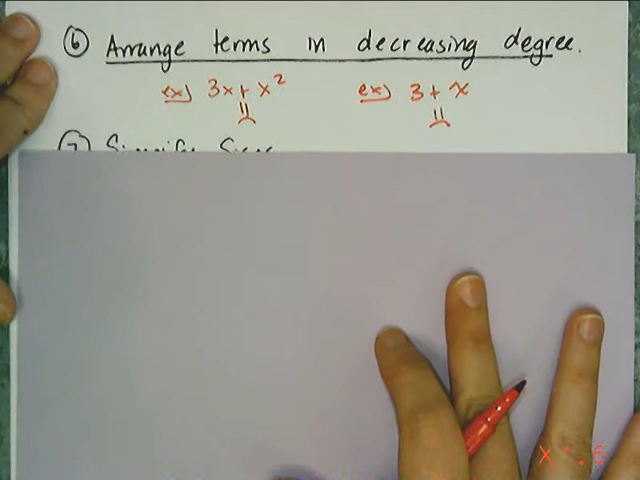 ⑥ Arrange terms in decreasing degree.
ex) 3x + x² ex) 3 + x